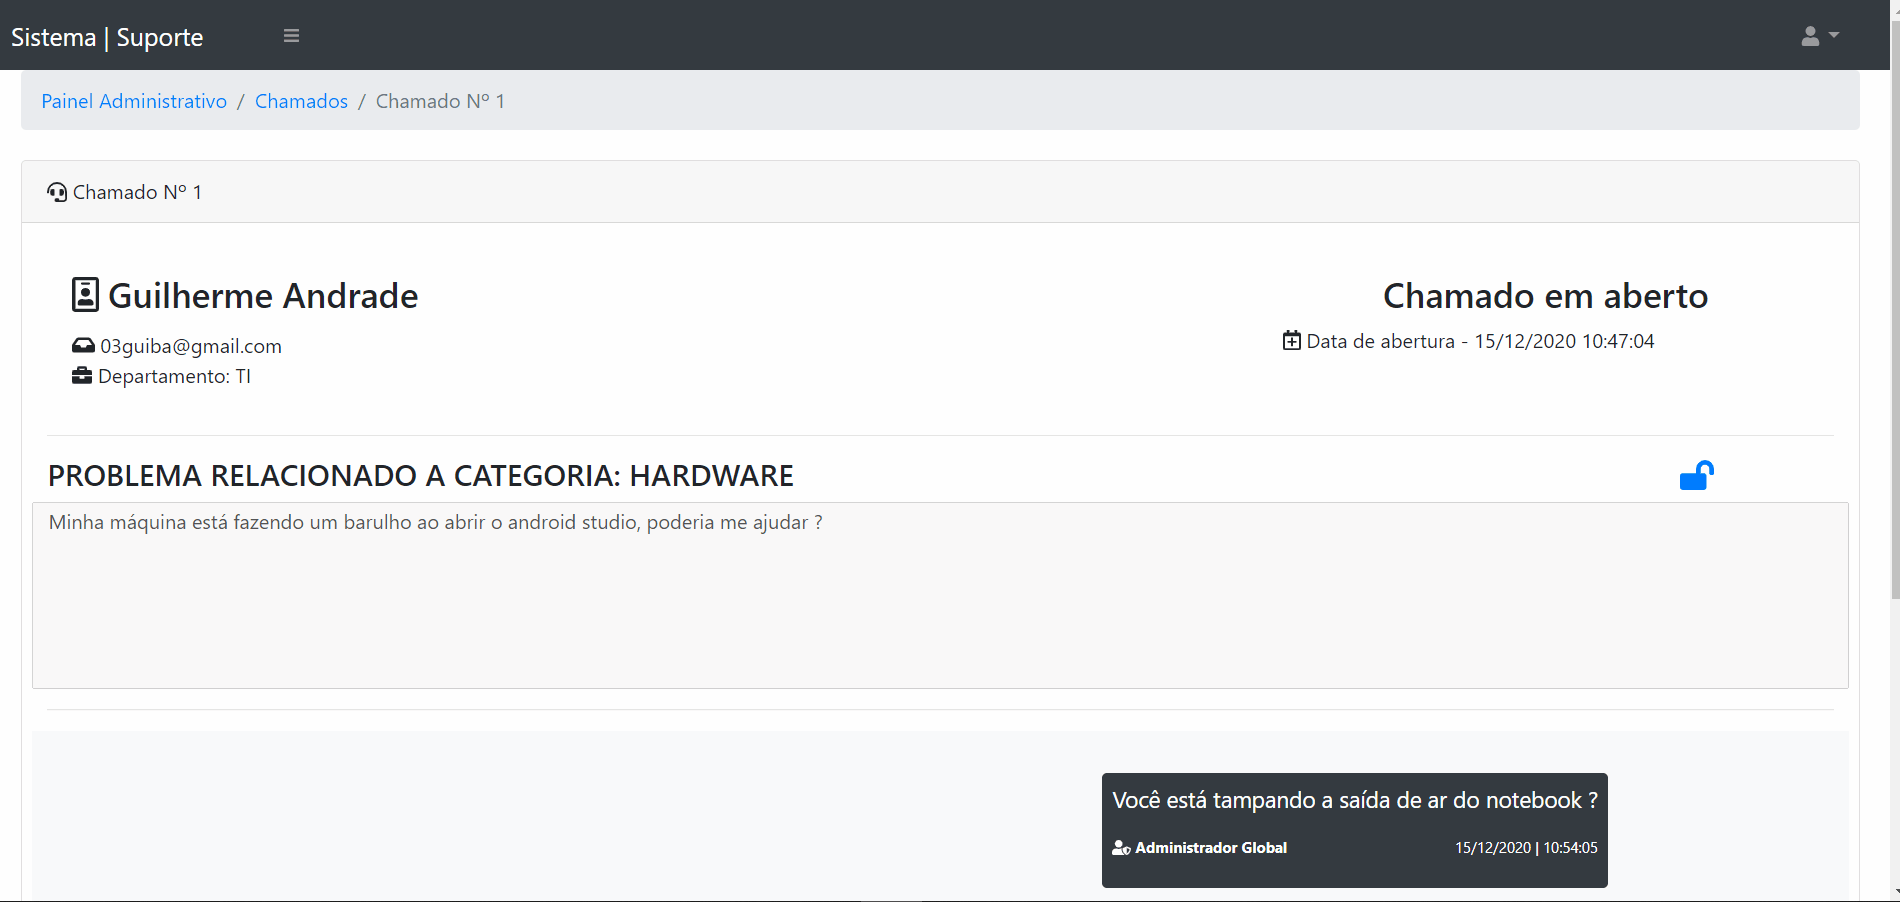 Sistema | Suporte
Painel Administrativo / Chamados / Chamado Nº 1
Chamado Nº 1
Guilherme Andrade
03guiba@gmail.com
Departamento: TI
Chamado em aberto
Data de abertura - 15/12/2020 10:47:04
PROBLEMA RELACIONADO A CATEGORIA: HARDWARE
Minha máquina está fazendo um barulho ao abrir o android studio, poderia me ajudar ?
Você está tampando a saída de ar do notebook ?
Administrador Global 15/12/2020 | 10:54:05